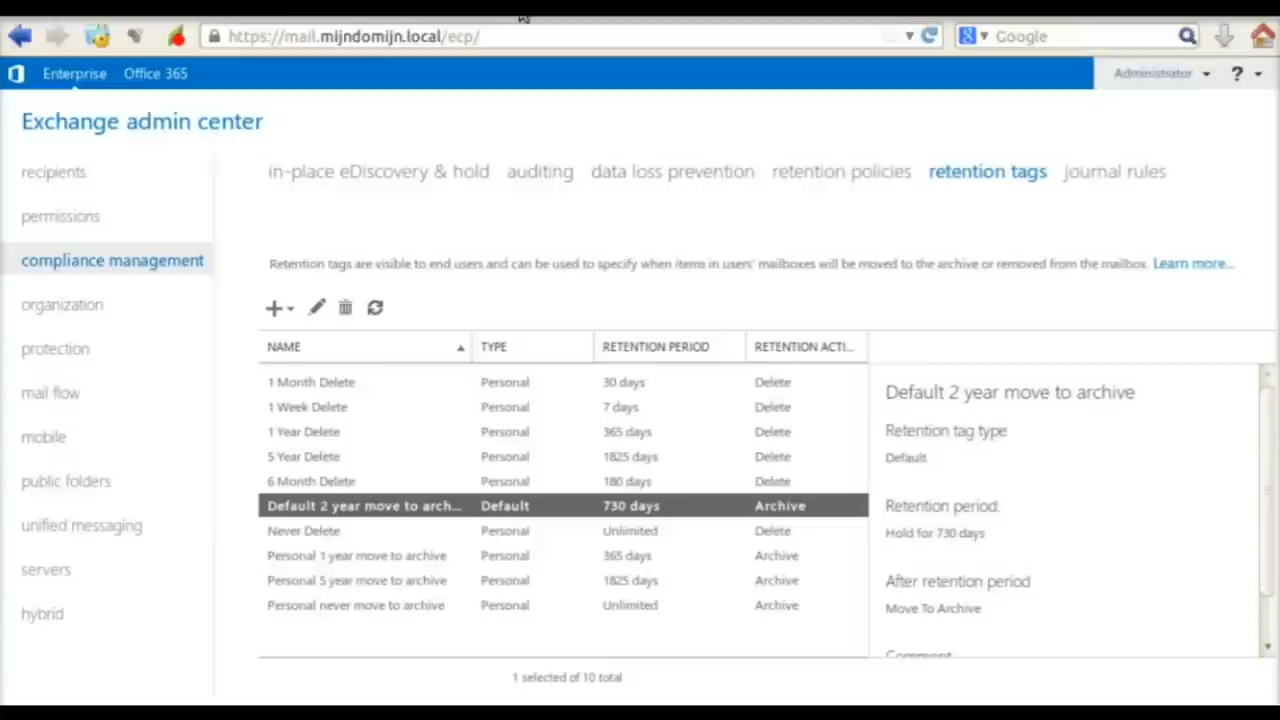 https://mail.mijndomijn.local/ecp/
Google
Enterprise Office 365
Administrator ?
Exchange admin center
recipients
permissions
compliance management
organization
protection
mail flow
mobile
public folders
unified messaging
servers
hybrid
in-place eDiscovery & hold auditing data loss prevention retention policies retention tags journal rules
Retention tags are visible to end users and can be used to specify when items in users' mailboxes will be moved to the archive or removed from the mailbox. Learn more...
NAME TYPE RETENTION PERIOD RETENTION ACTI...
1 Month Delete Personal 30 days Delete
1 Week Delete Personal 7 days Delete
1 Year Delete Personal 365 days Delete
5 Year Delete Personal 1825 days Delete
6 Month Delete Personal 180 days Delete
Default 2 year move to arch... Default 730 days Archive
Never Delete Personal Unlimited Delete
Personal 1 year move to archive Personal 365 days Archive
Personal 5 year move to archive Personal 1825 days Archive
Personal never move to archive Personal Unlimited Archive
1 selected of 10 total
Default 2 year move to archive
Retention tag type
Default
Retention period:
Hold for 730 days
After retention period
Move To Archive
Comment: